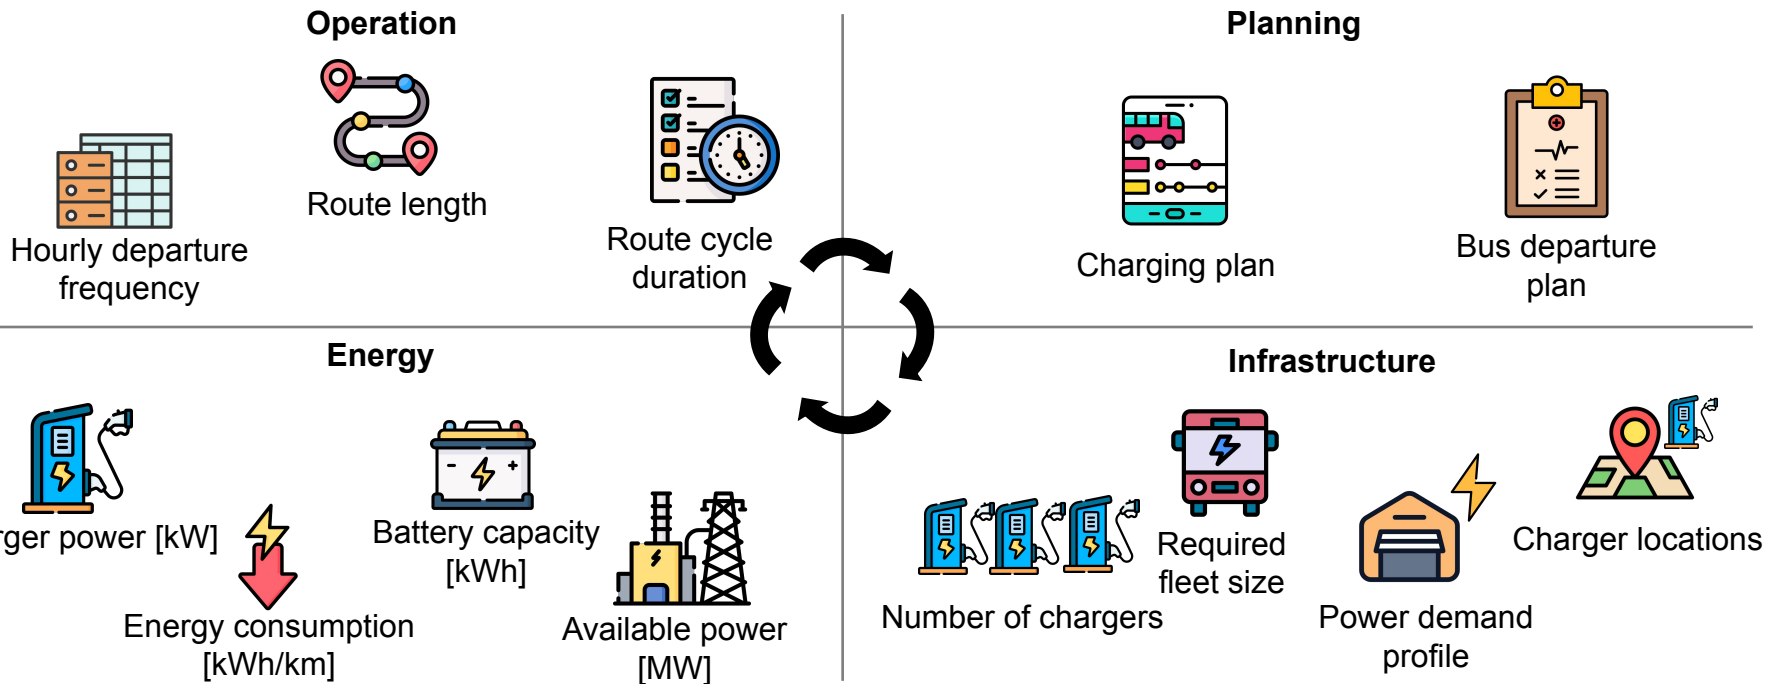 Operation
Route length
Hourly departure
frequency
Route cycle
duration
Planning
Charging plan
Bus departure
plan
Energy
rger power [kW]
Battery capacity
[kWh]
Energy consumption
[kWh/km]
Available power
[MW]
Infrastructure
Number of chargers
Required
fleet size
Power demand
profile
Charger locations